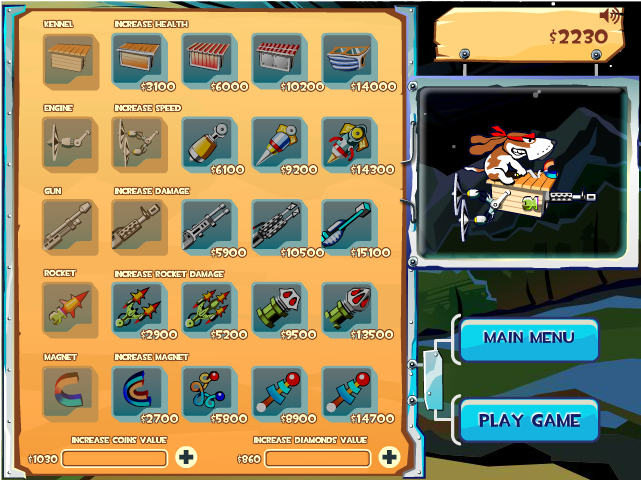 KENNEL INCREASE HEALTH
$3100 $6000 $10200 $14000
ENGINE INCREASE SPEED
$6100 $9200 $14300
GUN INCREASE DAMAGE
$5900 $10500 $15100
ROCKET INCREASE ROCKET DAMAGE
$2900 $5200 $9500 $13500
MAGNET INCREASE MAGNET
$2700 $5800 $8900 $14700
INCREASE COINS VALUE INCREASE DIAMONDS VALUE
$1030 $860
$2230
MAIN MENU
PLAY GAME